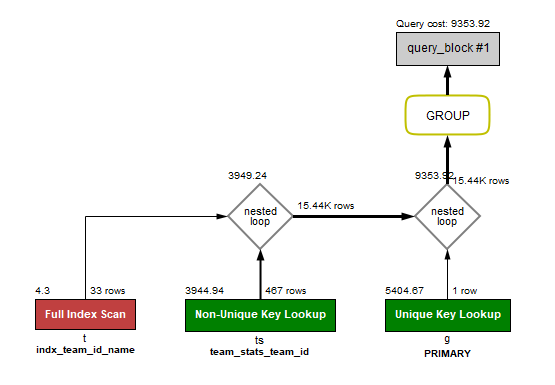 Query cost: 9353.92
query_block #1
GROUP
3949.24
9353.92
15.44K rows
15.44K rows
nested
loop
nested
loop
4.3
33 rows
3944.94
467 rows
5404.67
1 row
Full Index Scan
Non-Unique Key Lookup
Unique Key Lookup
t
ts
g
indx_team_id_name
team_stats_team_id
PRIMARY